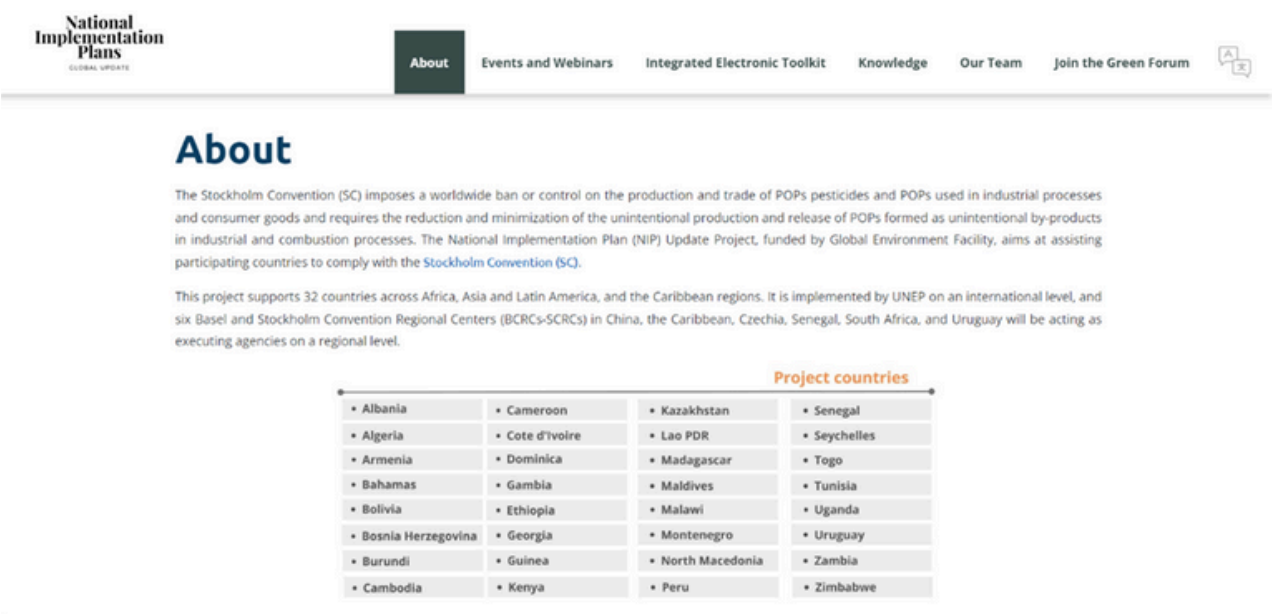 National
Implementation
Plans
GLOBAL UPDATE
About
Events and Webinars
Integrated Electronic Toolkit
Knowledge
Our Team
Join the Green Forum
About
The Stockholm Convention (SC) imposes a worldwide ban or control on the production and trade of POPs pesticides and POPs used in industrial processes
and consumer goods and requires the reduction and minimization of the unintentional production and release of POPs formed as unintentional by-products
in industrial and combustion processes. The National Implementation Plan (NIP) Update Project, funded by Global Environment Facility, aims at assisting
participating countries to comply with the Stockholm Convention (SC).
This project supports 32 countries across Africa, Asia and Latin America, and the Caribbean regions. It is implemented by UNEP on an international level, and
six Basel and Stockholm Convention Regional Centers (BCRCs-SCRCs) in China, the Caribbean, Czechia, Senegal, South Africa, and Uruguay will be acting as
executing agencies on a regional level.
Project countries
• Albania
• Algeria
• Armenia
• Bahamas
• Bolivia
• Bosnia Herzegovina
• Burundi
• Cambodia
• Cameroon
• Cote d'Ivoire
• Dominica
• Gambia
• Ethiopia
• Georgia
• Guinea
• Kenya
• Kazakhstan
• Lao PDR
• Madagascar
• Maldives
• Malawi
• Montenegro
• North Macedonia
• Peru
• Senegal
• Seychelles
• Togo
• Tunisia
• Uganda
• Uruguay
• Zambia
• Zimbabwe